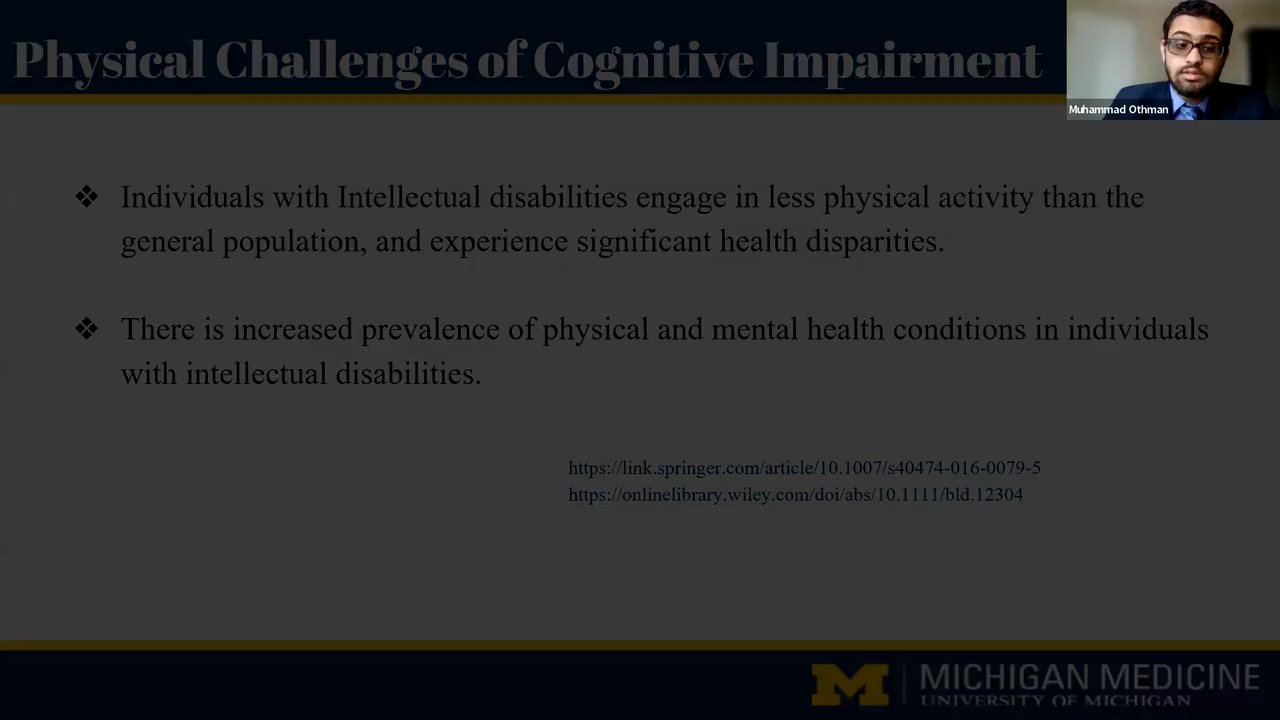 Physical Challenges of Cognitive Impairment
Muhammad Othman
❖ Individuals with Intellectual disabilities engage in less physical activity than the
general population, and experience significant health disparities.
❖ There is increased prevalence of physical and mental health conditions in individuals
with intellectual disabilities.
https://link.springer.com/article/10.1007/s40474-016-0079-5
https://onlinelibrary.wiley.com/doi/abs/10.1111/bld.12304
M MICHIGAN MEDICINE
UNIVERSITY OF MICHIGAN